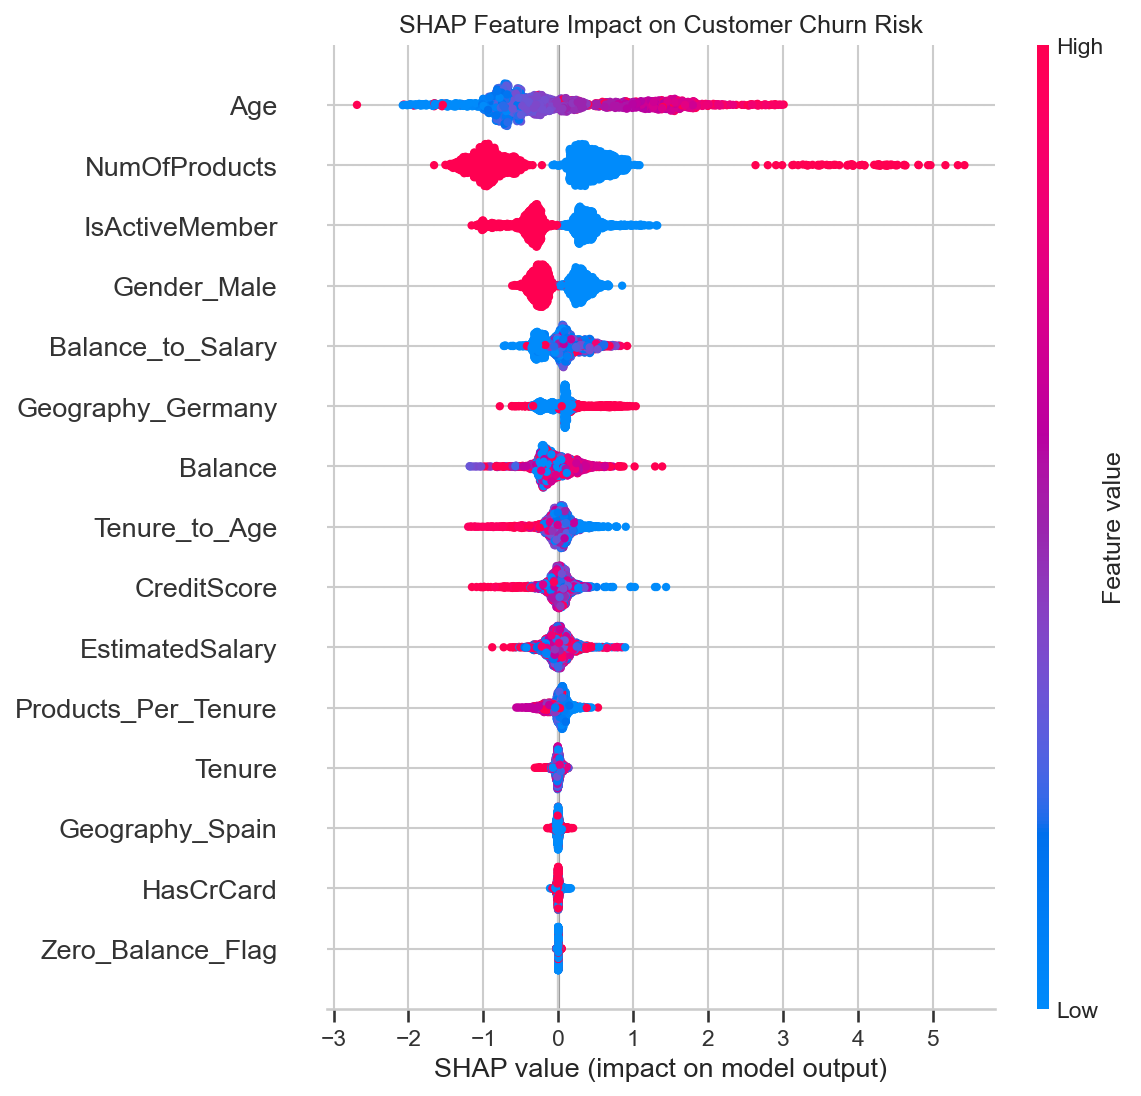 SHAP Feature Impact on Customer Churn Risk
High
Age
NumOfProducts
IsActiveMember
Gender_Male
Balance_to_Salary
Geography_Germany
Balance
Tenure_to_Age
CreditScore
EstimatedSalary
Products_Per_Tenure
Tenure
Geography_Spain
HasCrCard
Zero_Balance_Flag
Feature value
Low
−3 −2 −1 0 1 2 3 4 5
SHAP value (impact on model output)